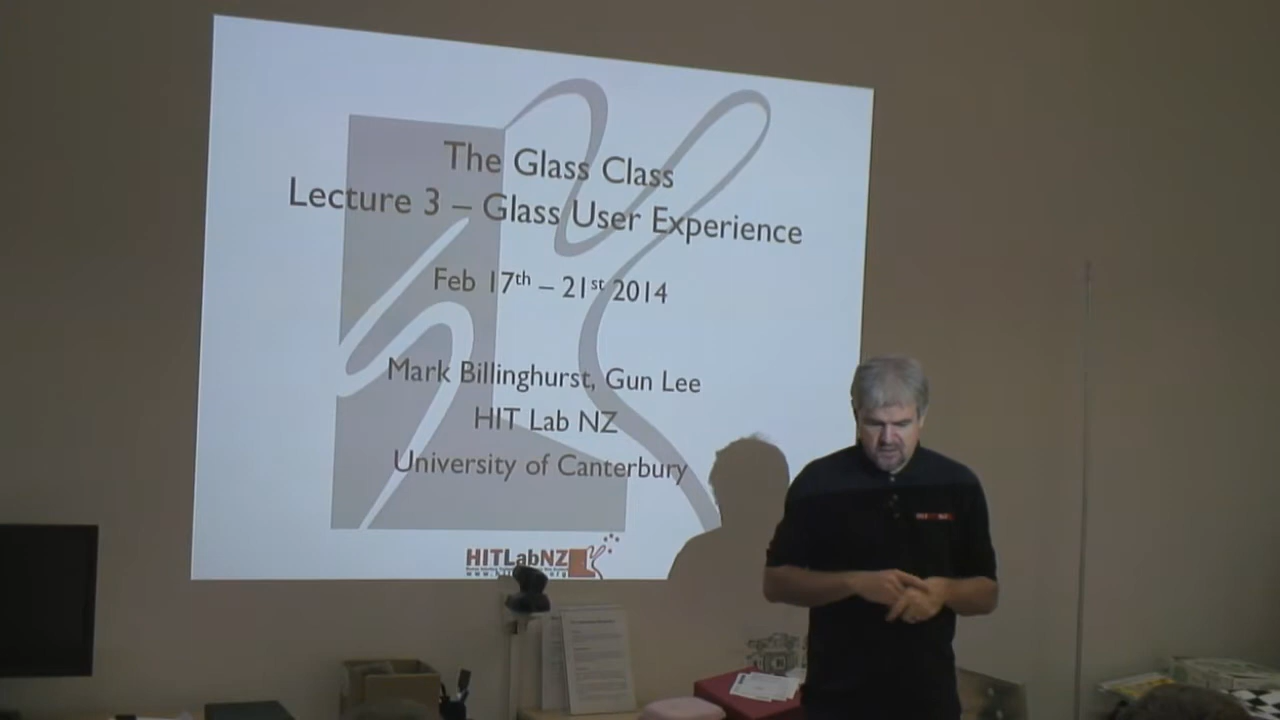 The Glass Class
Lecture 3 – Glass User Experience
Feb 17th – 21st 2014
Mark Billinghurst, Gun Lee
HIT Lab NZ
University of Canterbury
HITLabNZ